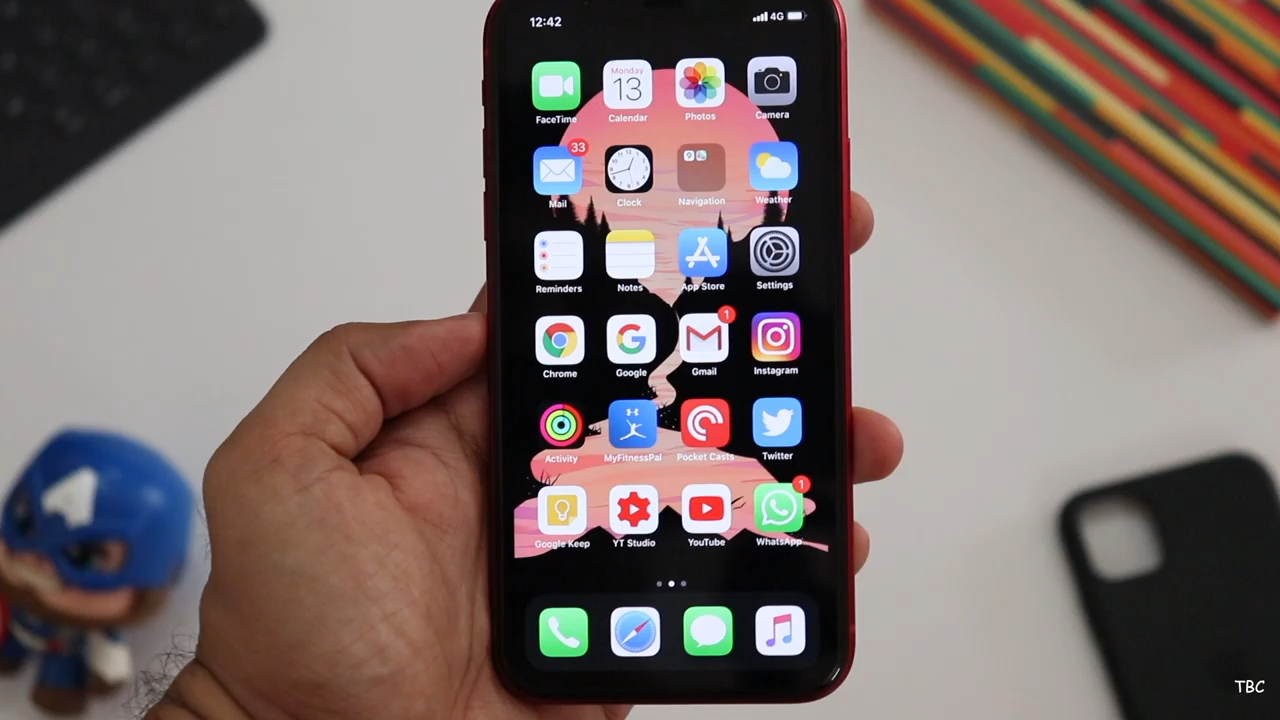 12:42 4G
Monday
13
FaceTime Calendar Photos Camera
33
Mail Clock Navigation Weather
Reminders Notes App Store Settings
1
Chrome Google Gmail Instagram
Activity MyFitnessPal Pocket Casts Twitter
1
Google Keep YT Studio YouTube WhatsApp
TBC